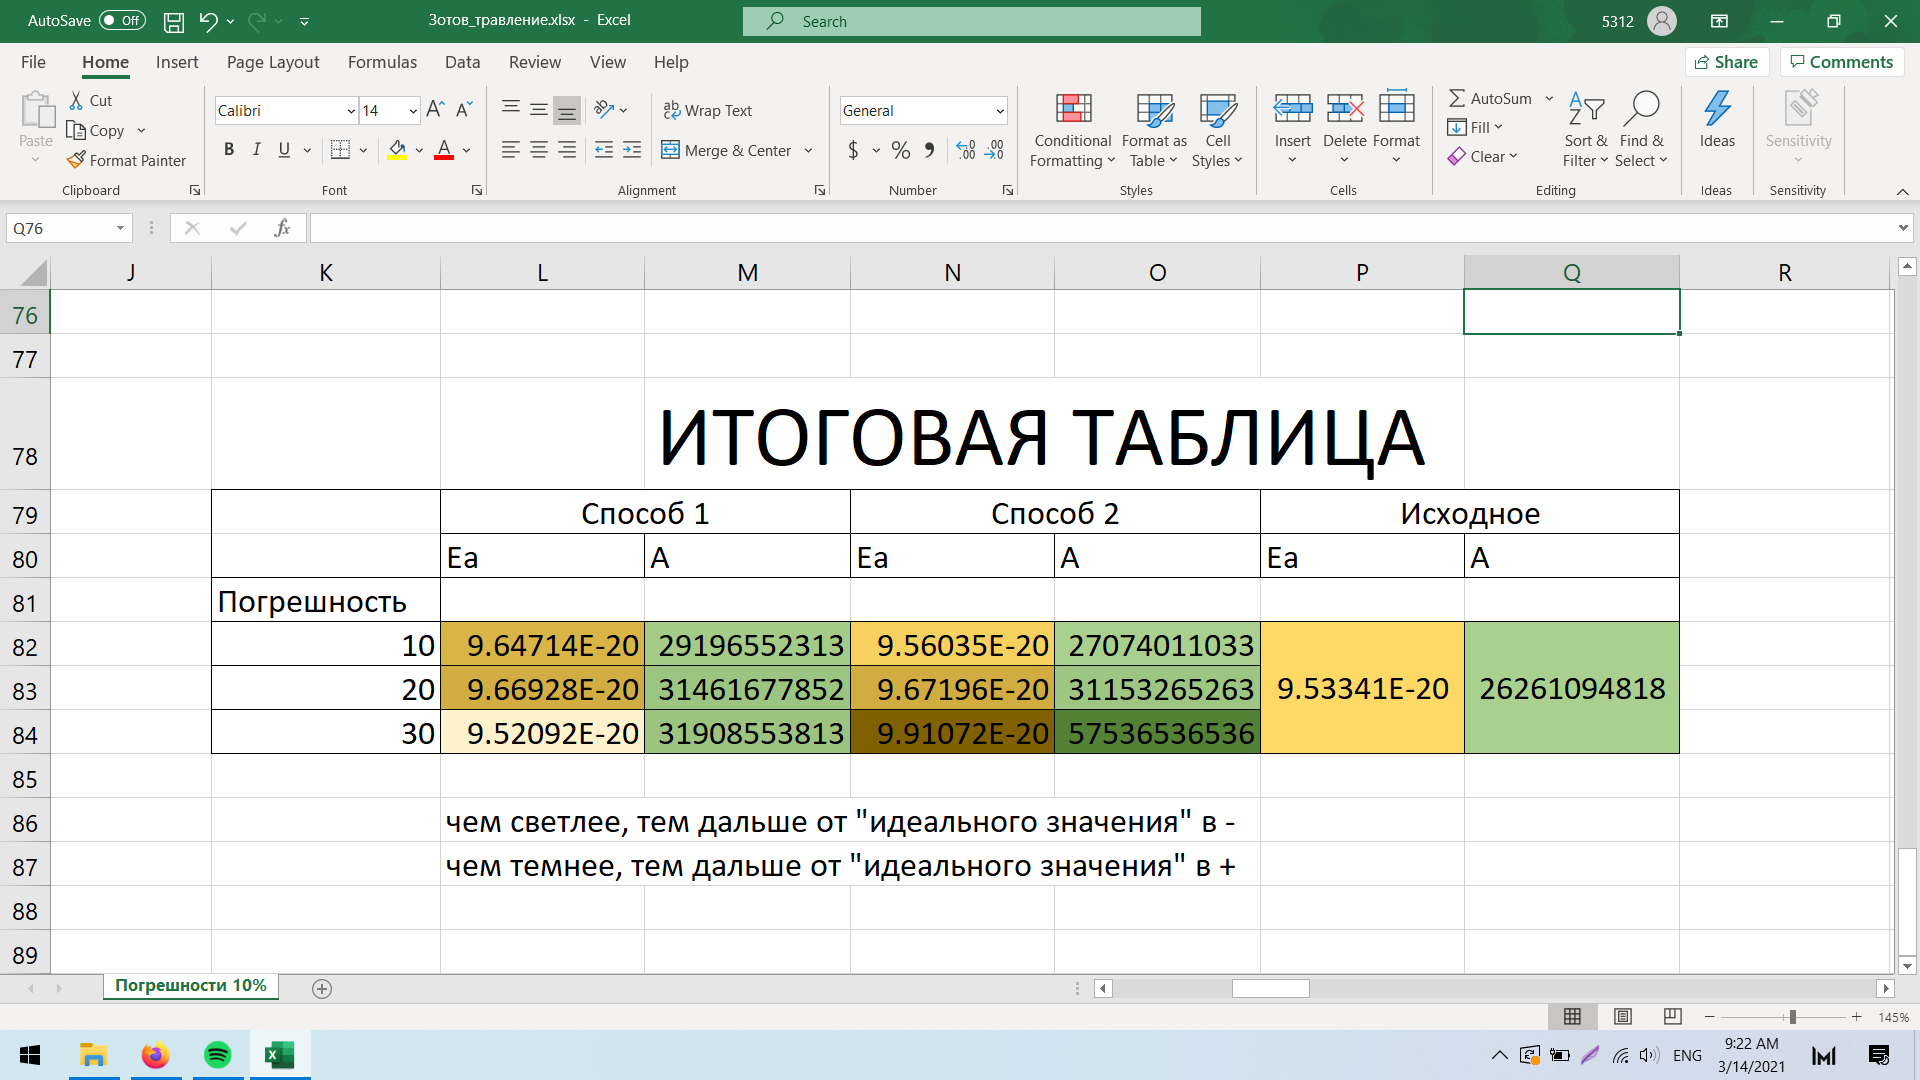 AutoSave Off Зотов_травление.xlsx - Excel Search 5312
File Home Insert Page Layout Formulas Data Review View Help Share Comments
Paste Cut Copy Format Painter Clipboard
Calibri 14 A A B I U A Font
ab Wrap Text Merge & Center Alignment
General $ % , Number
Conditional Formatting Format as Table Cell Styles Styles
Insert Delete Format Cells
AutoSum Fill Clear Sort & Filter Find & Select Editing
Ideas Ideas
Sensitivity Sensitivity
Q76 fx
J K L M N O P Q R
76
77
78 ИТОГОВАЯ ТАБЛИЦА
79 Способ 1 Способ 2 Исходное
80 Ea A Ea A Ea A
81 Погрешность
82 10 9.64714E-20 29196552313 9.56035E-20 27074011033
83 20 9.66928E-20 31461677852 9.67196E-20 31153265263 9.53341E-20 26261094818
84 30 9.52092E-20 31908553813 9.91072E-20 57536536536
85
86 чем светлее, тем дальше от "идеального значения" в -
87 чем темнее, тем дальше от "идеального значения" в +
88
89
Погрешности 10%
145%
ENG 9:22 AM
3/14/2021